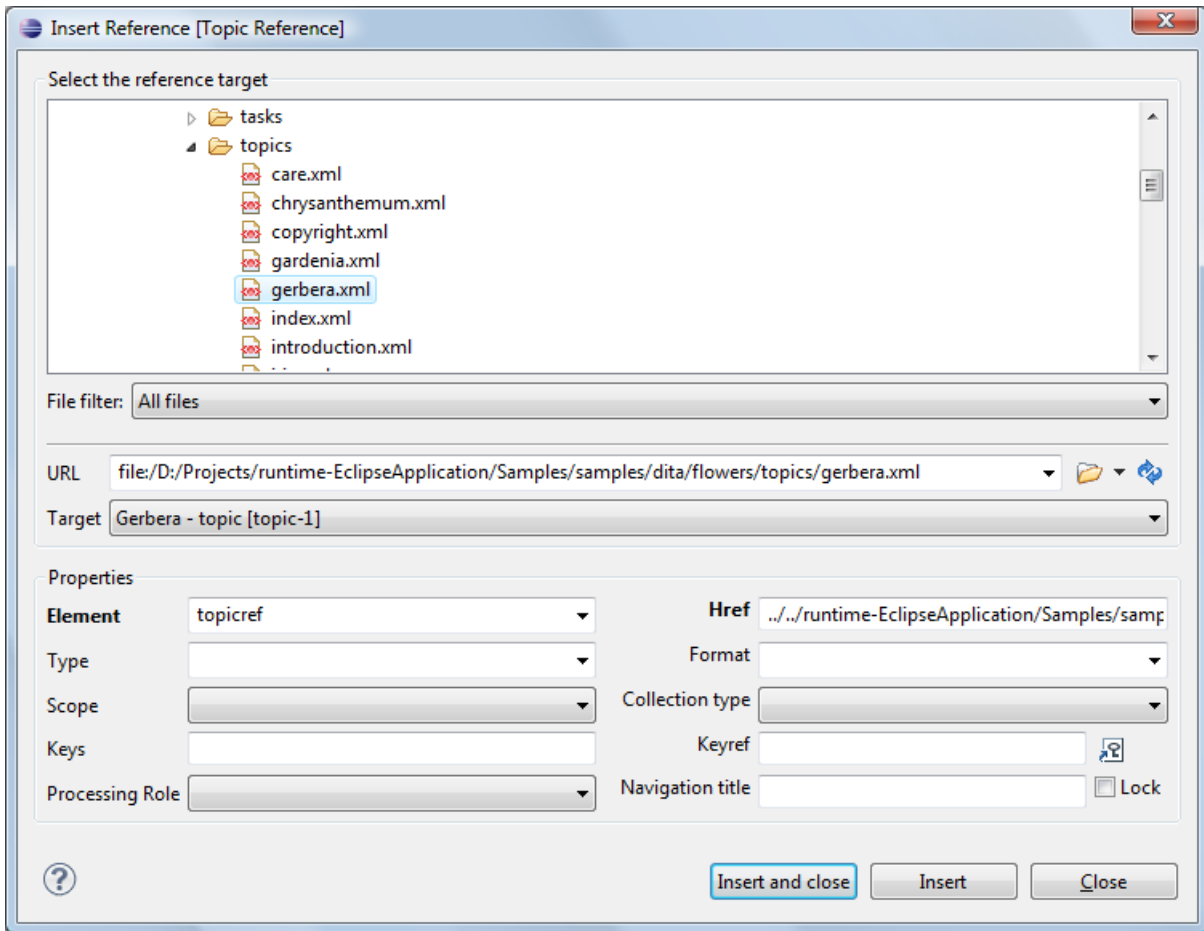 Insert Reference [Topic Reference]
Select the reference target
tasks
topics
care.xml
chrysanthemum.xml
copyright.xml
gardenia.xml
gerbera.xml
index.xml
introduction.xml
File filter: All files
URL file:/D:/Projects/runtime-EclipseApplication/Samples/samples/dita/flowers/topics/gerbera.xml
Target Gerbera - topic [topic-1]
Properties
Element topicref Href ../../runtime-EclipseApplication/Samples/samp
Type Format
Scope Collection type
Keys Keyref
Processing Role Navigation title Lock
Insert and close Insert Close